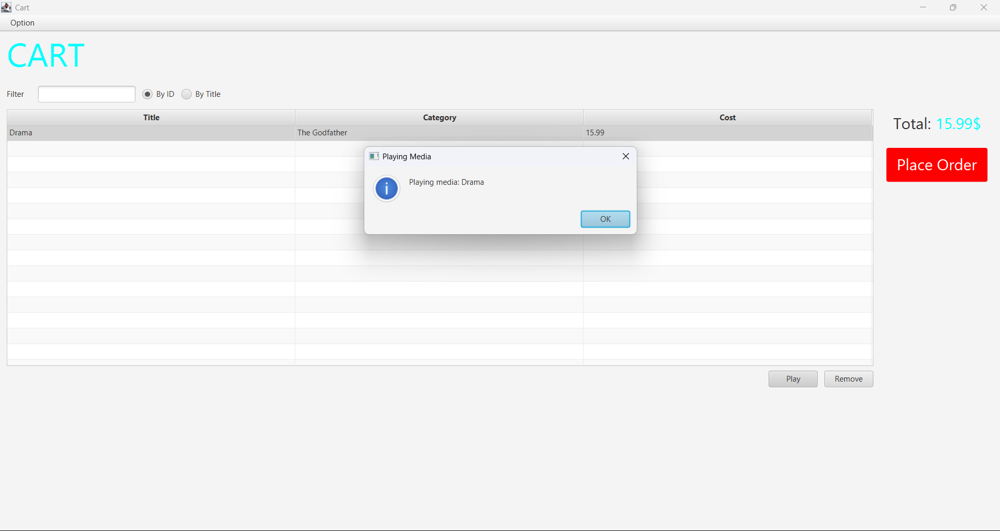 Cart
Option
CART
Filter By ID By Title
Title Category Cost
Drama The Godfather 15.99
Total: 15.99$
Place Order
Playing Media
Playing media: Drama
OK
Play Remove